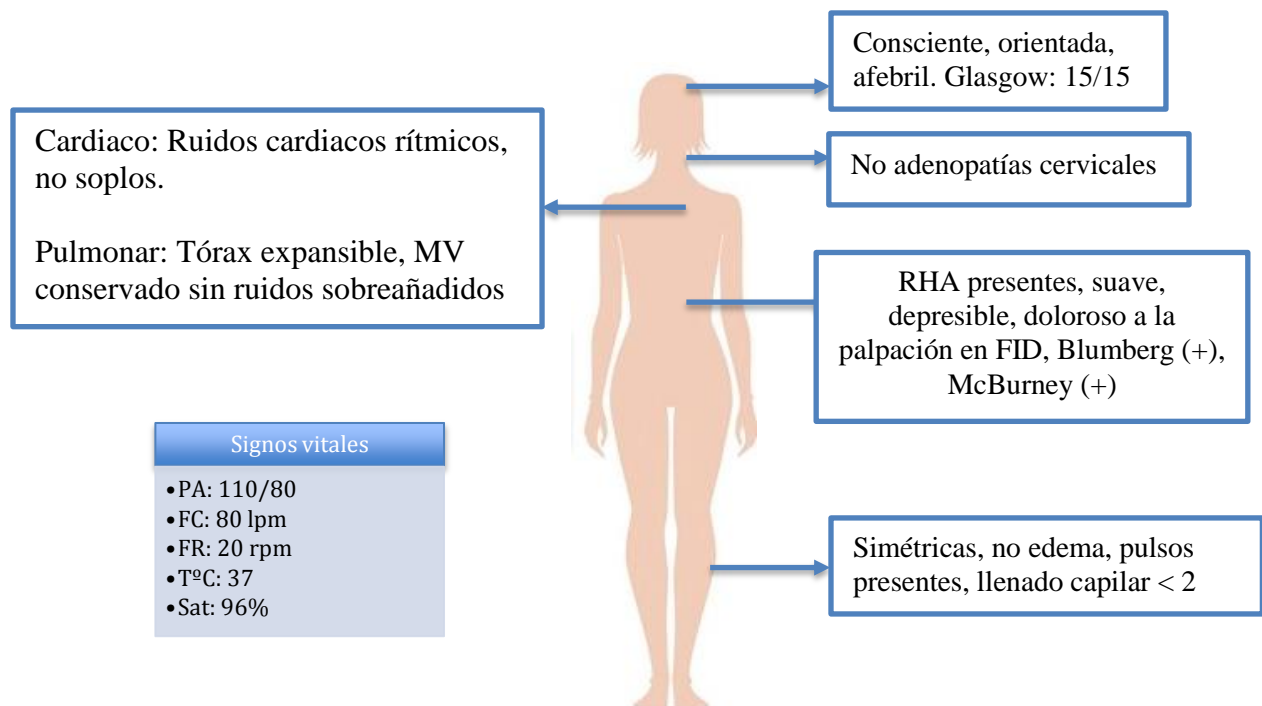 Consciente, orientada,
afebril. Glasgow: 15/15
Cardiaco: Ruidos cardiacos rítmicos,
no soplos.
Pulmonar: Tórax expansible, MV
conservado sin ruidos sobreañadidos
No adenopatías cervicales
RHA presentes, suave,
depresible, doloroso a la
palpación en FID, Blumberg (+),
McBurney (+)
Signos vitales
•PA: 110/80
•FC: 80 lpm
•FR: 20 rpm
•TºC: 37
•Sat: 96%
Simétricas, no edema, pulsos
presentes, llenado capilar < 2